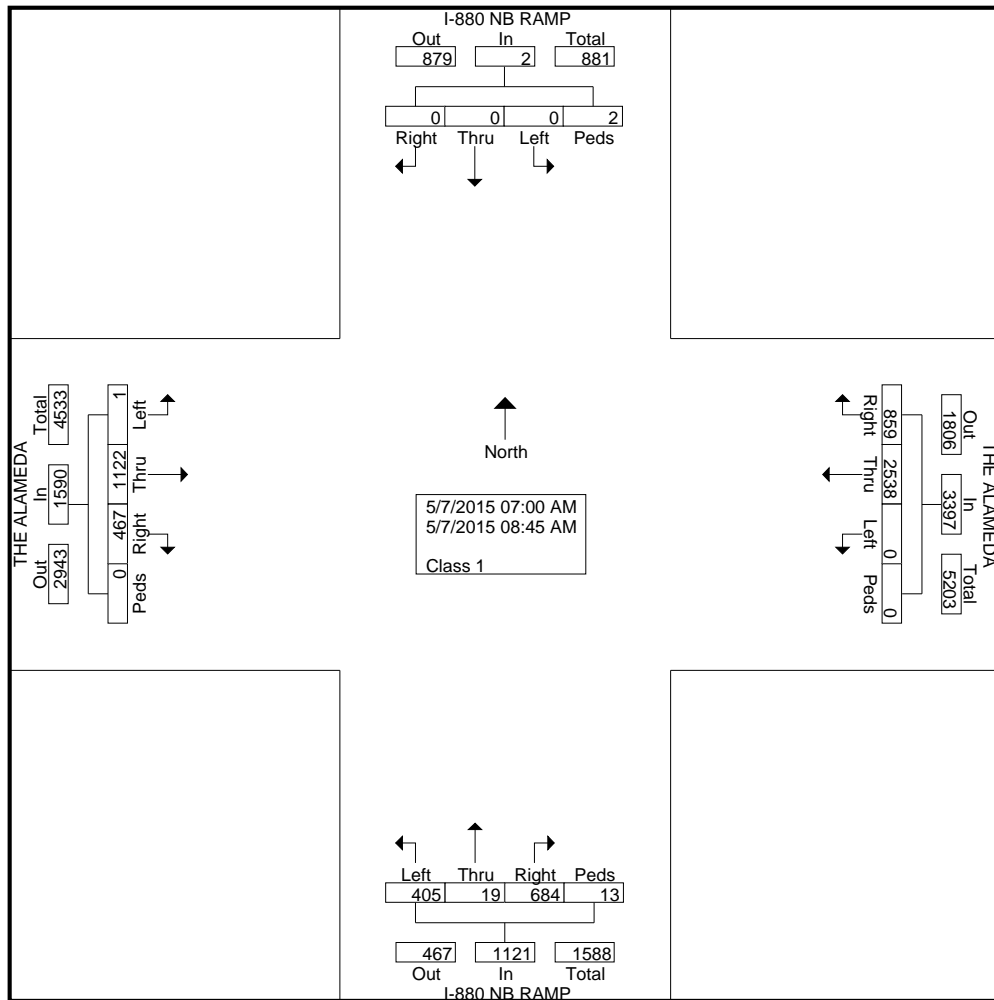 I-880 NB RAMP
Out In Total
879 2 881
0 0 0 2
Right Thru Left Peds
THE ALAMEDA
Out In Total
2943 1590 4533
Left Thru Right Peds
1 1122 467 0
North
5/7/2015 07:00 AM
5/7/2015 08:45 AM
Class 1
Right Thru Left Peds
859 2538 0 0
Out In Total
1806 3397 5203
THE ALAMEDA
Left Thru Right Peds
405 19 684 13
467 1121 1588
Out In Total
I-880 NB RAMP